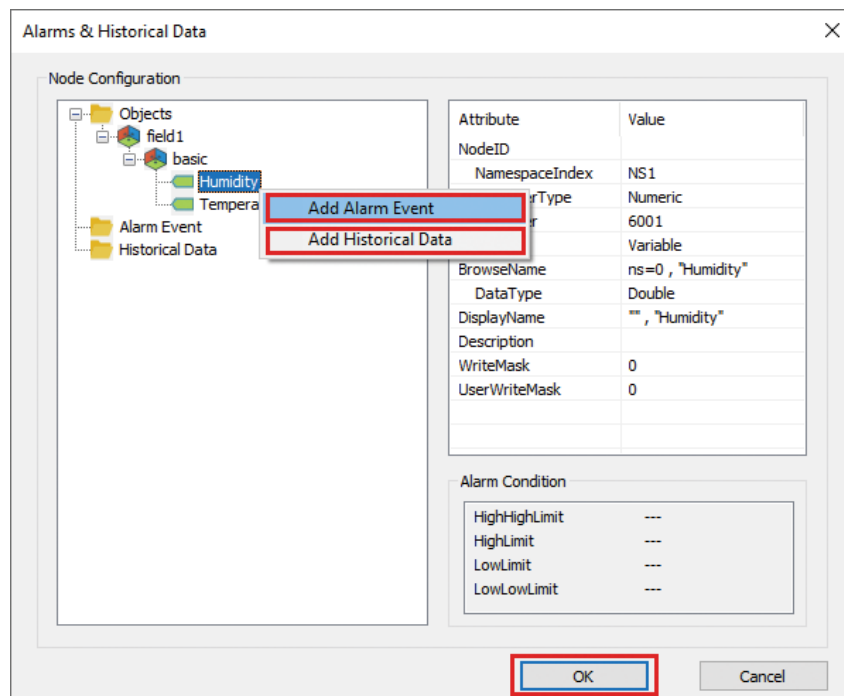 Alarms & Historical Data
Node Configuration
Objects
field1
basic
Humidity
Tempera
Alarm Event
Historical Data
Add Alarm Event
Add Historical Data
Attribute Value
NodeID
NamespaceIndex NS1
rType Numeric
r 6001
Variable
BrowseName ns=0 , "Humidity"
DataType Double
DisplayName "" , "Humidity"
Description
WriteMask 0
UserWriteMask 0
Alarm Condition
HighHighLimit ---
HighLimit ---
LowLimit ---
LowLowLimit ---
OK Cancel